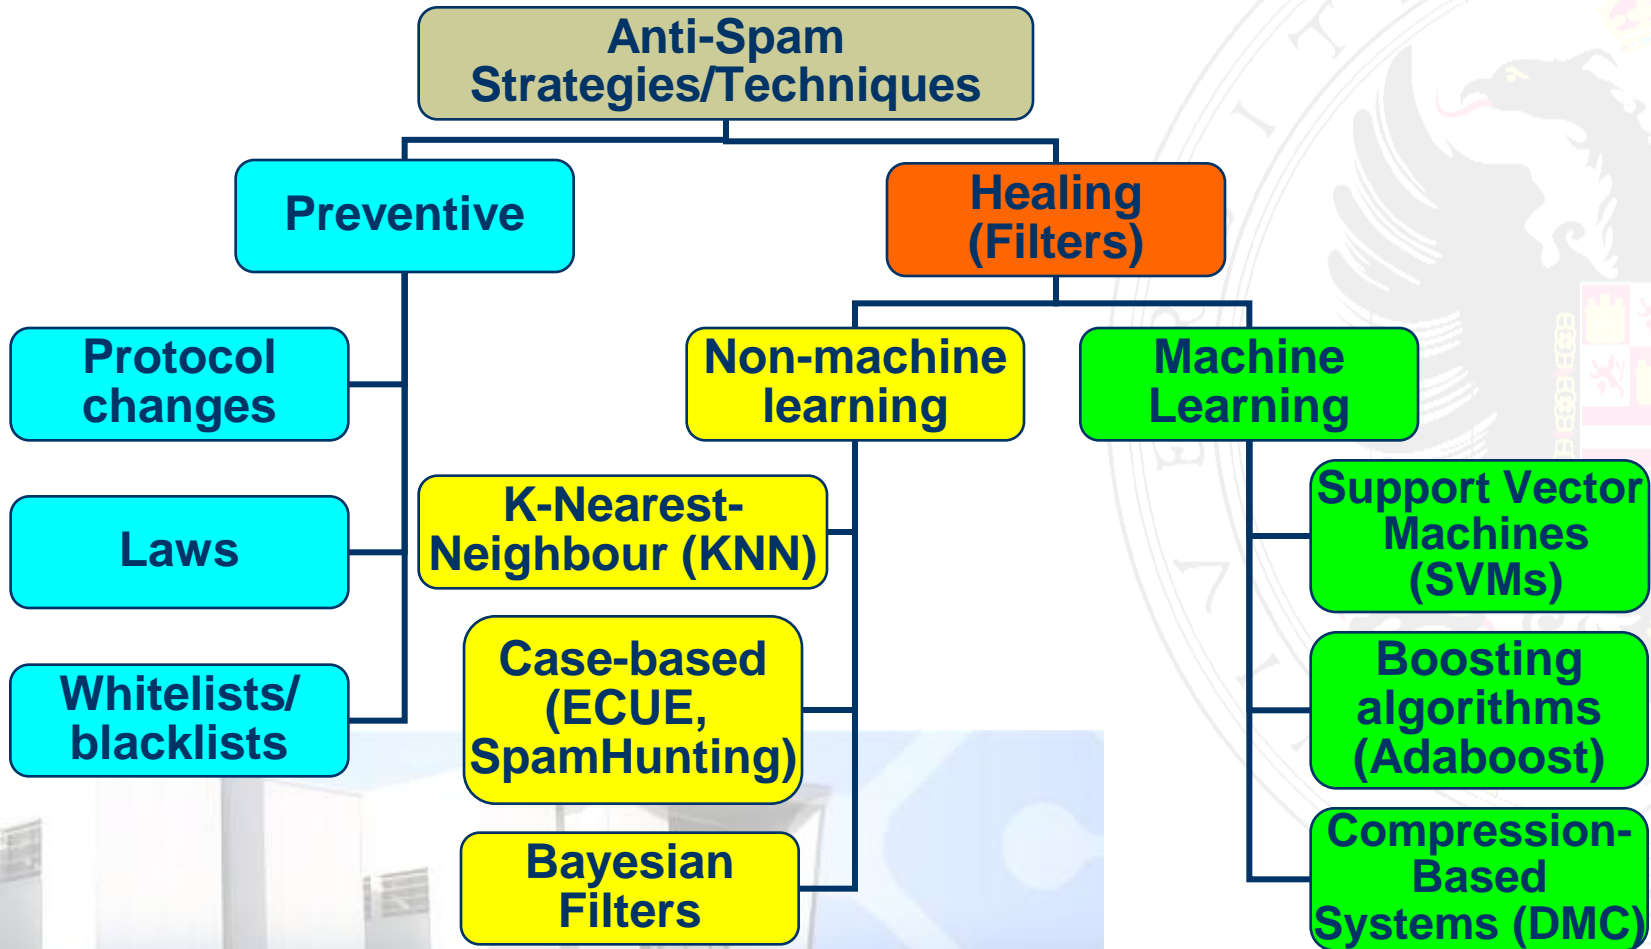 Anti-Spam
Strategies/Techniques
Preventive
Healing
(Filters)
Protocol
changes
Laws
Whitelists/
blacklists
Non-machine
learning
K-Nearest-
Neighbour (KNN)
Case-based
(ECUE,
SpamHunting)
Bayesian
Filters
Machine
Learning
Support Vector
Machines
(SVMs)
Boosting
algorithms
(Adaboost)
Compression-
Based
Systems (DMC)